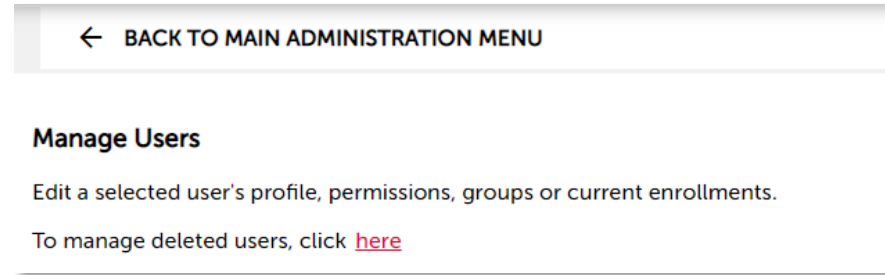 ← BACK TO MAIN ADMINISTRATION MENU
Manage Users
Edit a selected user's profile, permissions, groups or current enrollments.
To manage deleted users, click here